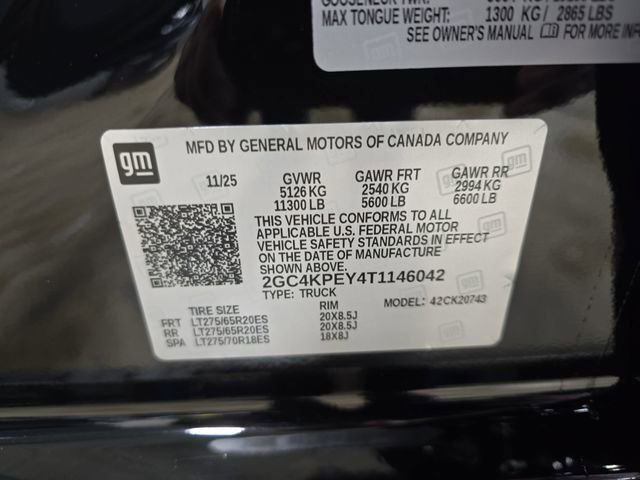 GOOSENECK TWR:
MAX TONGUE WEIGHT: 1300 KG / 2865 LBS
SEE OWNER'S MANUAL FOR MORE INFORMATION
gm
MFD BY GENERAL MOTORS OF CANADA COMPANY
11/25 GVWR GAWR FRT GAWR RR
5126 KG 2540 KG 2994 KG
11300 LB 5600 LB 6600 LB
THIS VEHICLE CONFORMS TO ALL
APPLICABLE U.S. FEDERAL MOTOR
VEHICLE SAFETY STANDARDS IN EFFECT
ON THE DATE OF MANUFACTURE
SHOWN ABOVE.
2GC4KPEY4T1146042
TYPE: TRUCK MODEL: 42CK20743
TIRE SIZE RIM
FRT LT275/65R20ES 20X8.5J
RR LT275/65R20ES 20X8.5J
SPA LT275/70R18ES 18X8J